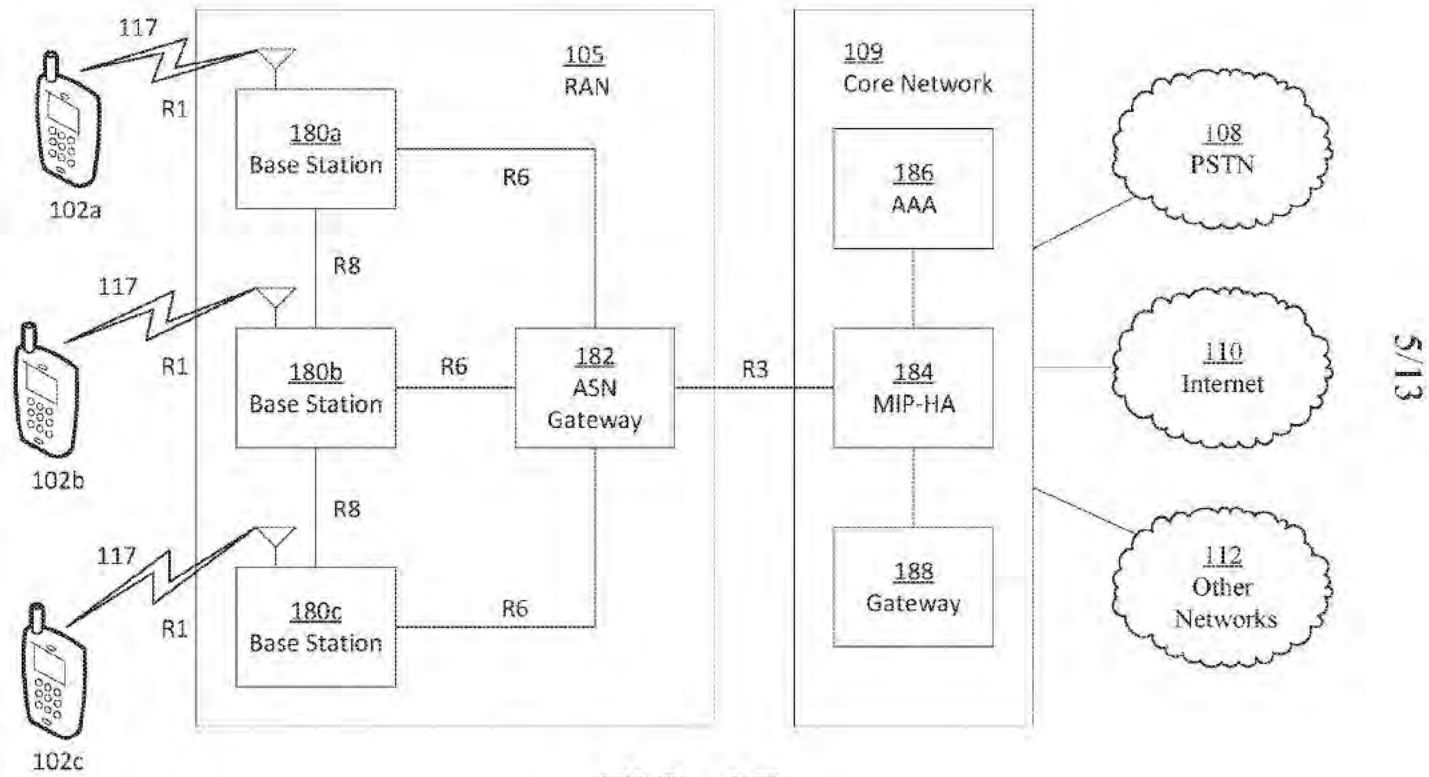 117
R1
102a
105
RAN
180a
Base Station
R6
R8
117
R1
102b
180b
Base Station
R6
182
ASN
Gateway
R8
117
R1
102c
180c
Base Station
R6
R3
109
Core Network
186
AAA
184
MIP-HA
188
Gateway
108
PSTN
110
Internet
112
Other
Networks
5/13